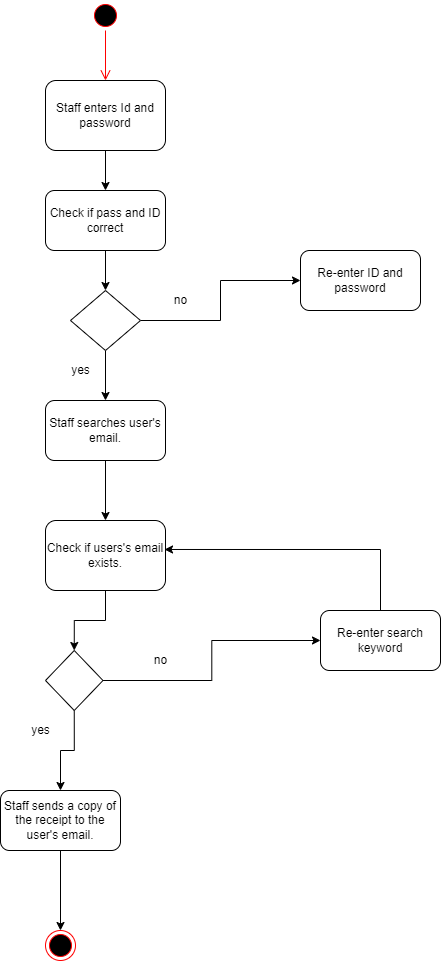 Staff enters Id and
password
Check if pass and ID
correct
no
Re-enter ID and
password
yes
Staff searches user's
email.
Check if users's email
exists.
no
Re-enter search
keyword
yes
Staff sends a copy of
the receipt to the
user's email.